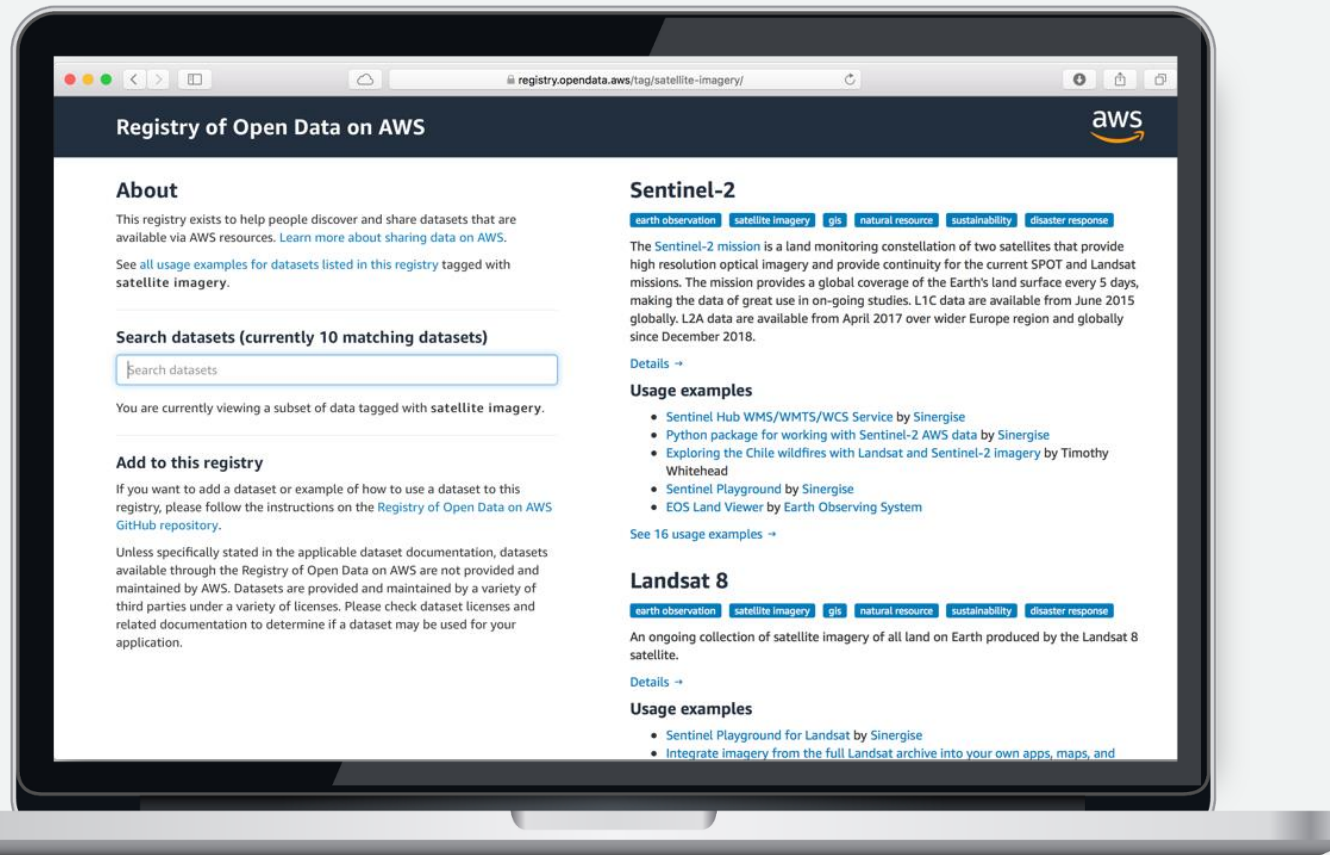 registry.opendata.aws/tag/satellite-imagery/
Registry of Open Data on AWS
aws
About
This registry exists to help people discover and share datasets that are
available via AWS resources. Learn more about sharing data on AWS.
See all usage examples for datasets listed in this registry tagged with
satellite imagery.
Search datasets (currently 10 matching datasets)
Search datasets
You are currently viewing a subset of data tagged with satellite imagery.
Add to this registry
If you want to add a dataset or example of how to use a dataset to this
registry, please follow the instructions on the Registry of Open Data on AWS
GitHub repository.
Unless specifically stated in the applicable dataset documentation, datasets
available through the Registry of Open Data on AWS are not provided and
maintained by AWS. Datasets are provided and maintained by a variety of
third parties under a variety of licenses. Please check dataset licenses and
related documentation to determine if a dataset may be used for your
application.
Sentinel-2
earth observation satellite imagery gis natural resource sustainability disaster response
The Sentinel-2 mission is a land monitoring constellation of two satellites that provide
high resolution optical imagery and provide continuity for the current SPOT and Landsat
missions. The mission provides a global coverage of the Earth's land surface every 5 days,
making the data of great use in on-going studies. L1C data are available from June 2015
globally. L2A data are available from April 2017 over wider Europe region and globally
since December 2018.
Details →
Usage examples
• Sentinel Hub WMS/WMTS/WCS Service by Sinergise
• Python package for working with Sentinel-2 AWS data by Sinergise
• Exploring the Chile wildfires with Landsat and Sentinel-2 imagery by Timothy
Whitehead
• Sentinel Playground by Sinergise
• EOS Land Viewer by Earth Observing System
See 16 usage examples →
Landsat 8
earth observation satellite imagery gis natural resource sustainability disaster response
An ongoing collection of satellite imagery of all land on Earth produced by the Landsat 8
satellite.
Details →
Usage examples
• Sentinel Playground for Landsat by Sinergise
• Integrate imagery from the full Landsat archive into your own apps, maps, and